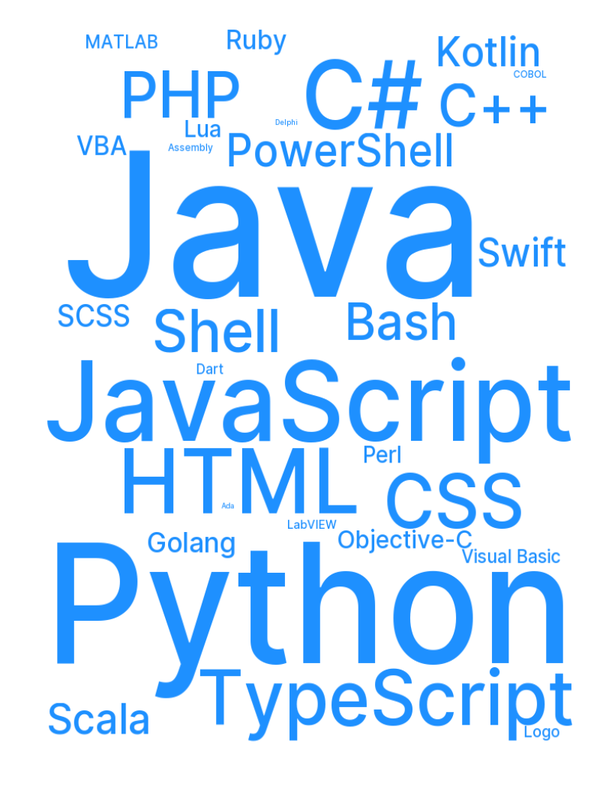 MATLAB
Ruby
Kotlin
COBOL
PHP
C#
C++
Delphi
Lua
VBA
Assembly
PowerShell
Java
Swift
SCSS
Shell
Bash
Dart
JavaScript
HTML
Perl
CSS
Ada
LabVIEW
Golang
Objective-C
Visual Basic
Python
TypeScript
Scala
Logo